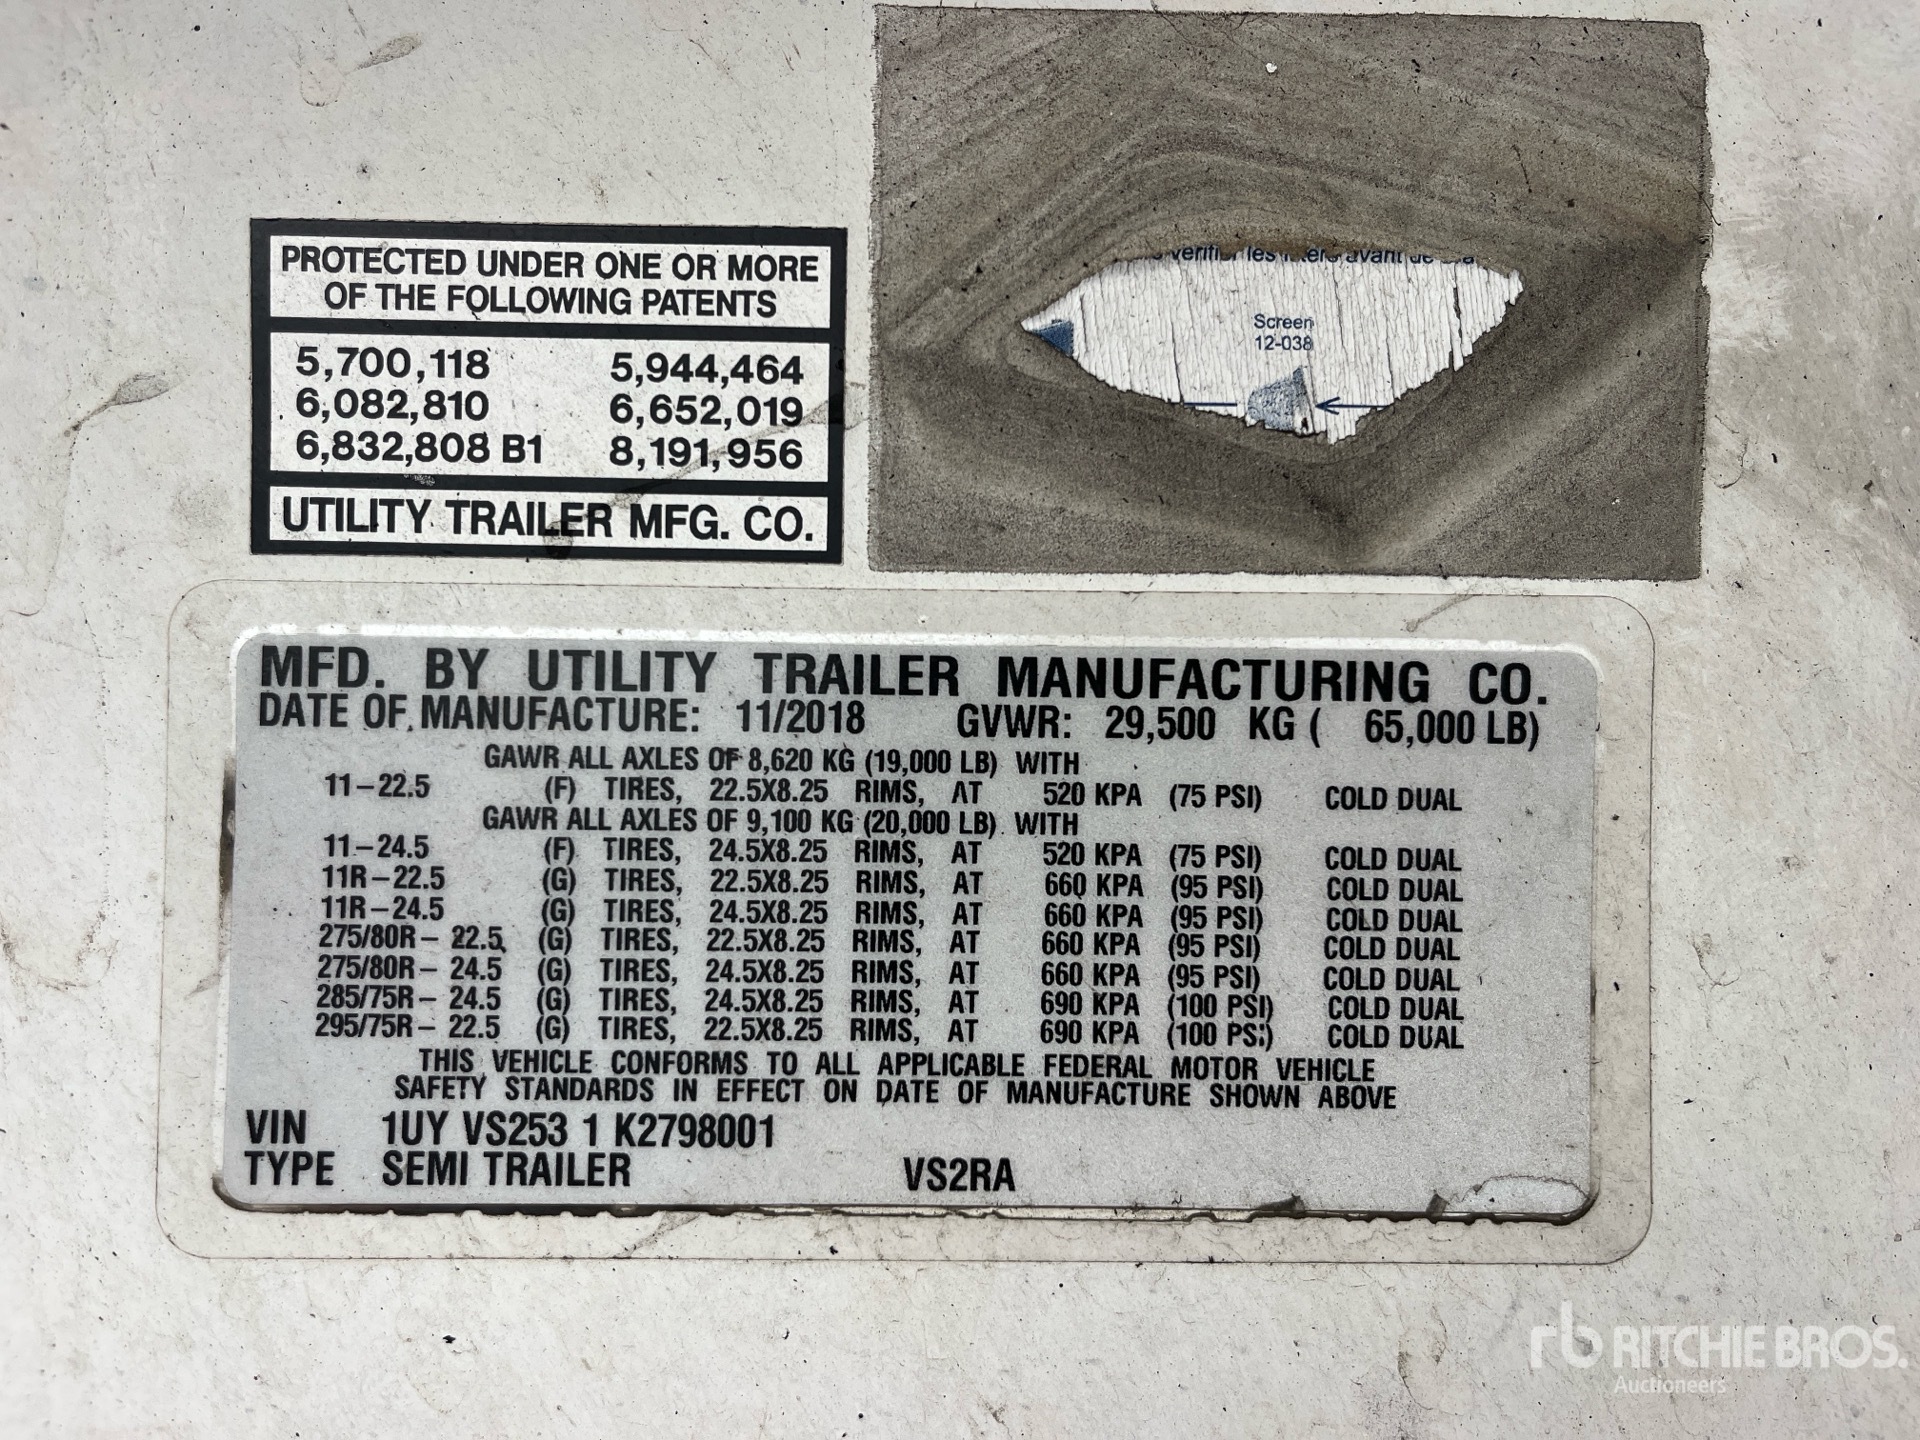 PROTECTED UNDER ONE OR MORE
OF THE FOLLOWING PATENTS
5,700,118 5,944,464
6,082,810 6,652,019
6,832,808 B1 8,191,956
UTILITY TRAILER MFG. CO.
les avant
Screen
12-038
MFD. BY UTILITY TRAILER MANUFACTURING CO.
DATE OF MANUFACTURE: 11/2018 GVWR: 29,500 KG ( 65,000 LB)
GAWR ALL AXLES OF 8,620 KG (19,000 LB) WITH
11-22.5 (F) TIRES, 22.5X8.25 RIMS, AT 520 KPA (75 PSI) COLD DUAL
GAWR ALL AXLES OF 9,100 KG (20,000 LB) WITH
11-24.5 (F) TIRES, 24.5X8.25 RIMS, AT 520 KPA (75 PSI) COLD DUAL
11R-22.5 (G) TIRES, 22.5X8.25 RIMS, AT 660 KPA (95 PSI) COLD DUAL
11R-24.5 (G) TIRES, 24.5X8.25 RIMS, AT 660 KPA (95 PSI) COLD DUAL
275/80R- 22.5 (G) TIRES, 22.5X8.25 RIMS, AT 660 KPA (95 PSI) COLD DUAL
275/80R- 24.5 (G) TIRES, 24.5X8.25 RIMS, AT 660 KPA (95 PSI) COLD DUAL
285/75R- 24.5 (G) TIRES, 24.5X8.25 RIMS, AT 690 KPA (100 PSI) COLD DUAL
295/75R- 22.5 (G) TIRES, 22.5X8.25 RIMS, AT 690 KPA (100 PSI) COLD DUAL
THIS VEHICLE CONFORMS TO ALL APPLICABLE FEDERAL MOTOR VEHICLE
SAFETY STANDARDS IN EFFECT ON DATE OF MANUFACTURE SHOWN ABOVE
VIN 1UY VS253 1 K2798001
TYPE SEMI TRAILER VS2RA
rb RITCHIE BROS.
Auctioneers